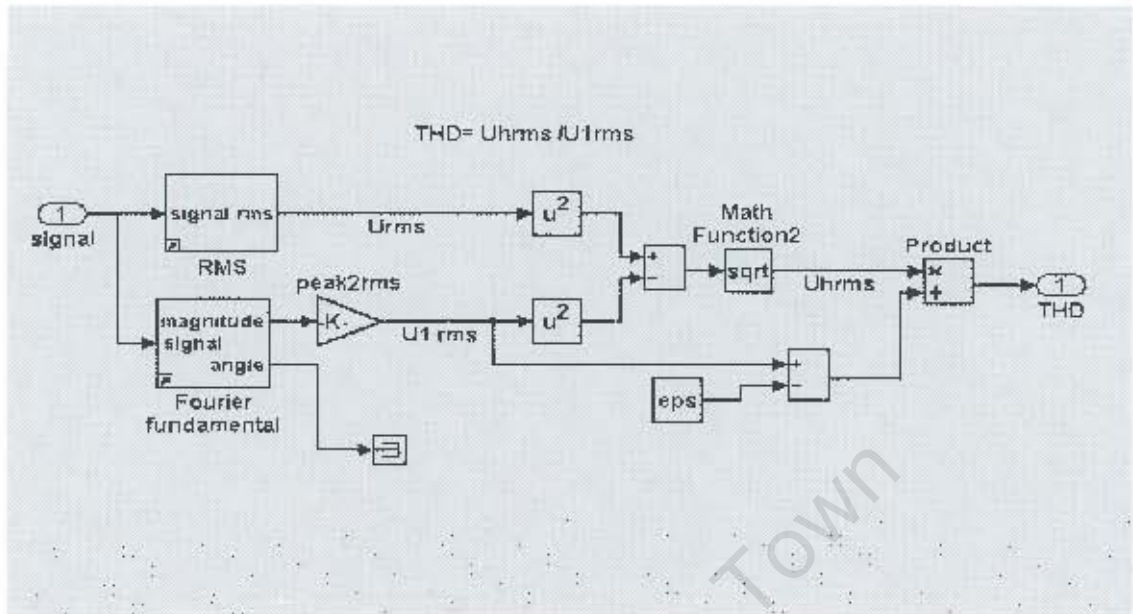 THD= Uhrms /U1rms
1
signal
signal rms
RMS
Urms
u²
+
−
Math
Function2
sqrt
Uhrms
Product
×
÷
1
THD
magnitude
signal
angle
Fourier
fundamental
peak2rms
-K-
U1 rms
u²
+
−
eps
Town